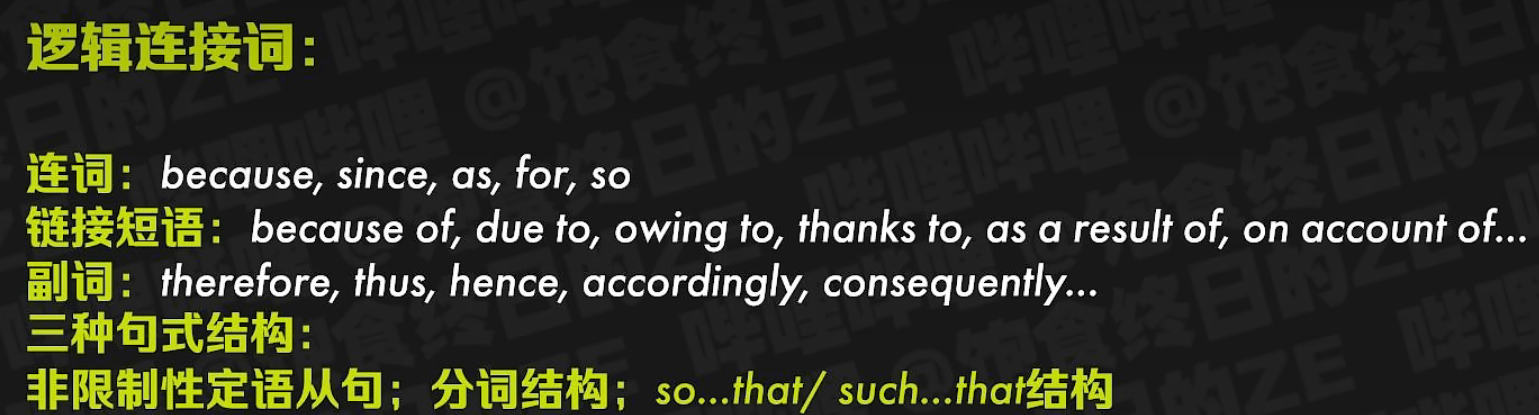 逻辑连接词：
连词：because, since, as, for, so
链接短语：because of, due to, owing to, thanks to, as a result of, on account of...
副词：therefore, thus, hence, accordingly, consequently...
三种句式结构：
非限制性定语从句；分词结构；so...that/ such...that结构
哔哩哔哩 @饱食终日的ZE